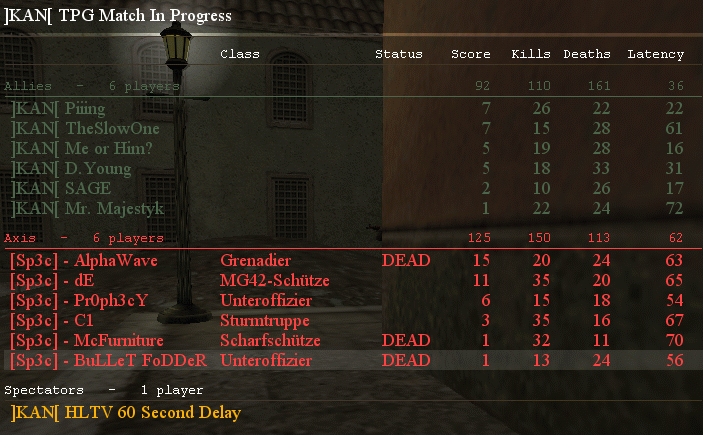 ]KAN[ TPG Match In Progress
Class Status Score Kills Deaths Latency
Allies - 6 players 92 110 161 36
]KAN[ Piiing 7 26 22 22
]KAN[ TheSlowOne 7 15 28 61
]KAN[ Me or Him? 5 19 28 16
]KAN[ D.Young 5 18 33 31
]KAN[ SAGE 2 10 26 17
]KAN[ Mr. Majestyk 1 22 24 72
Axis - 6 players 125 150 113 62
[Sp3c] - AlphaWave Grenadier DEAD 15 20 24 63
[Sp3c] - dE MG42-Schütze 11 35 20 65
[Sp3c] - Pr0ph3cY Unteroffizier 6 15 18 54
[Sp3c] - C1 Sturmtruppe 3 35 16 67
[Sp3c] - McFurniture Scharfschütze DEAD 1 32 11 70
[Sp3c] - BuLLeT FoDDeR Unteroffizier DEAD 1 13 24 56
Spectators - 1 player
]KAN[ HLTV 60 Second Delay